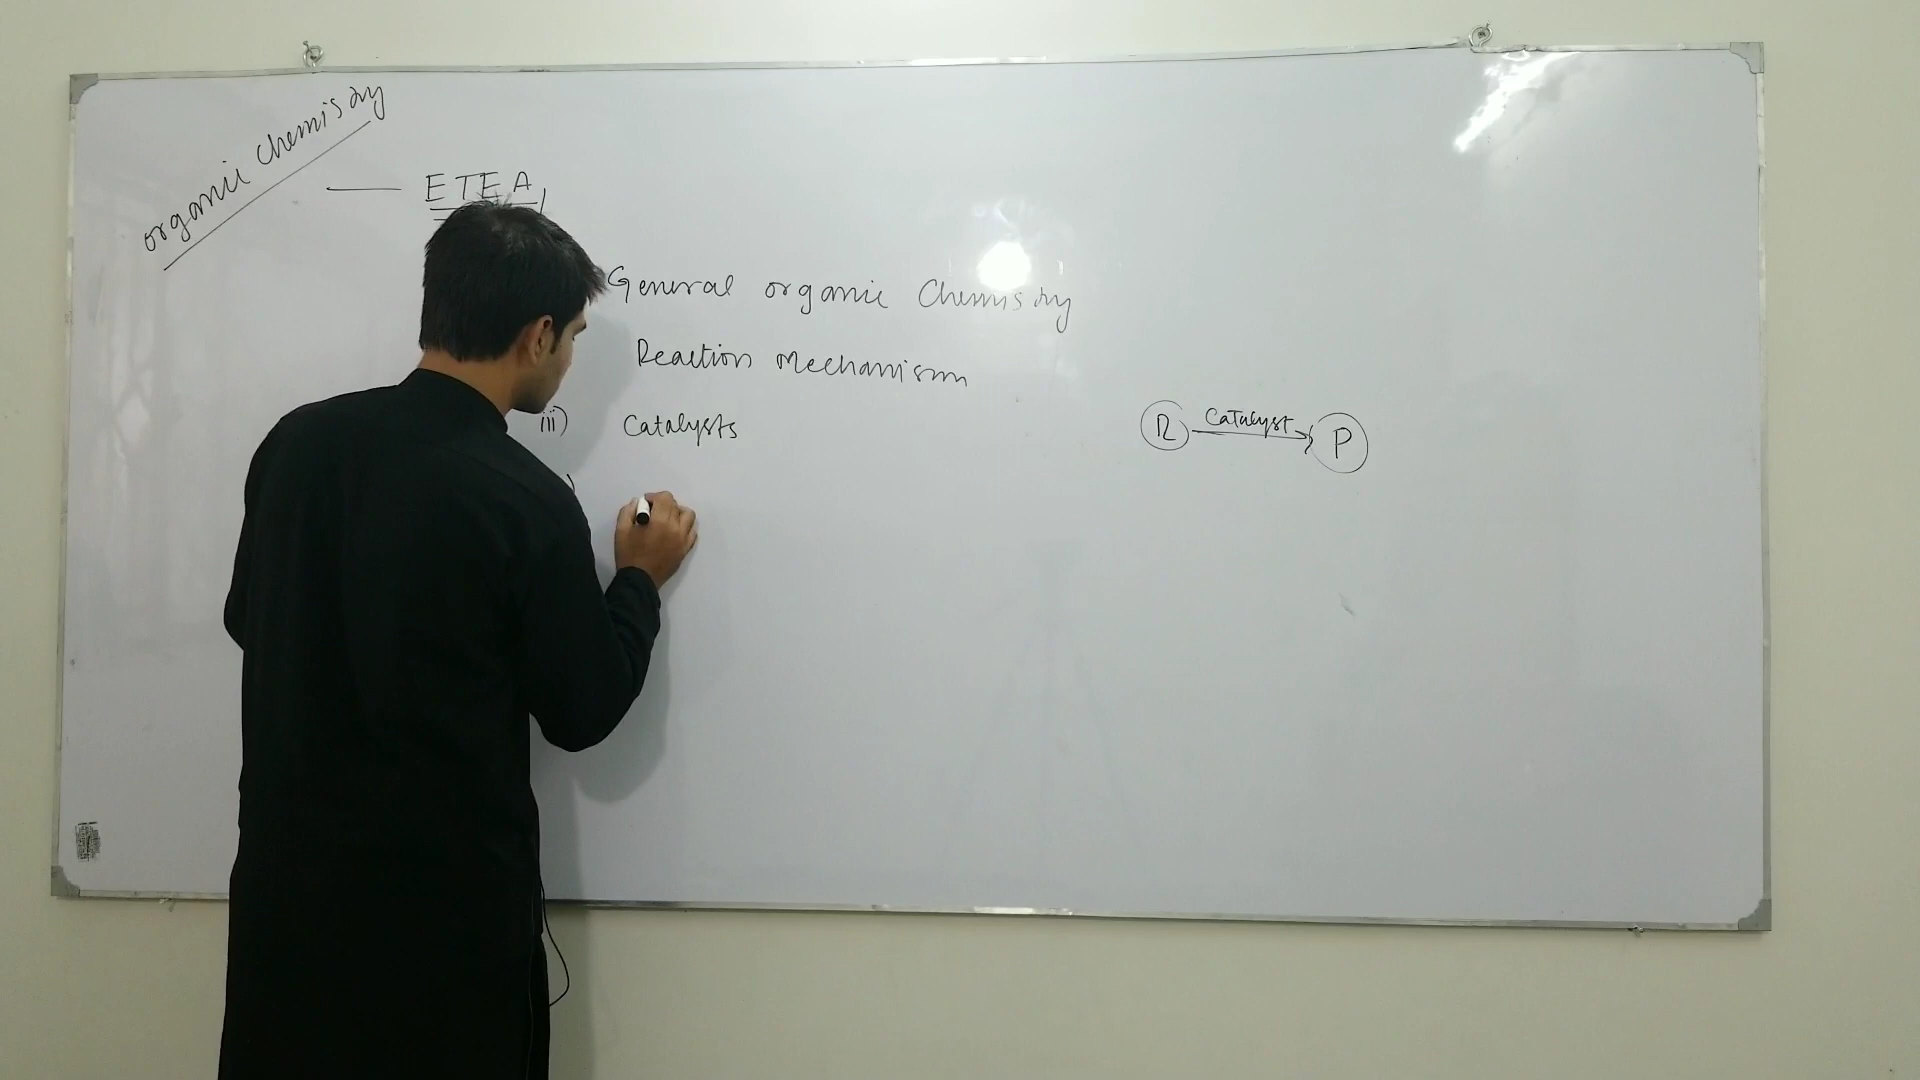 organic chemistry
ETEA
General organic Chemistry
Reaction Mechanism
iii) Catalysts
R Catalyst P
)